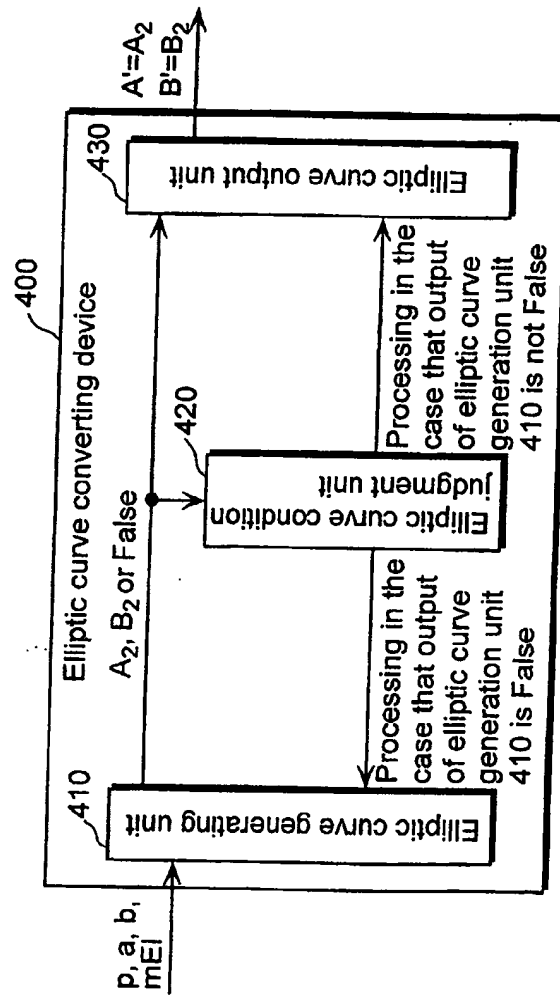 400
Elliptic curve converting device
p, a, b,
mEI
410
Elliptic curve generating unit
A2, B2 or False
420
Elliptic curve condition
judgment unit
Processing in the
case that output
of elliptic curve
generation unit
410 is False
Processing in the
case that output
of elliptic curve
generation unit
410 is not False
430
Elliptic curve output unit
A'=A2
B'=B2